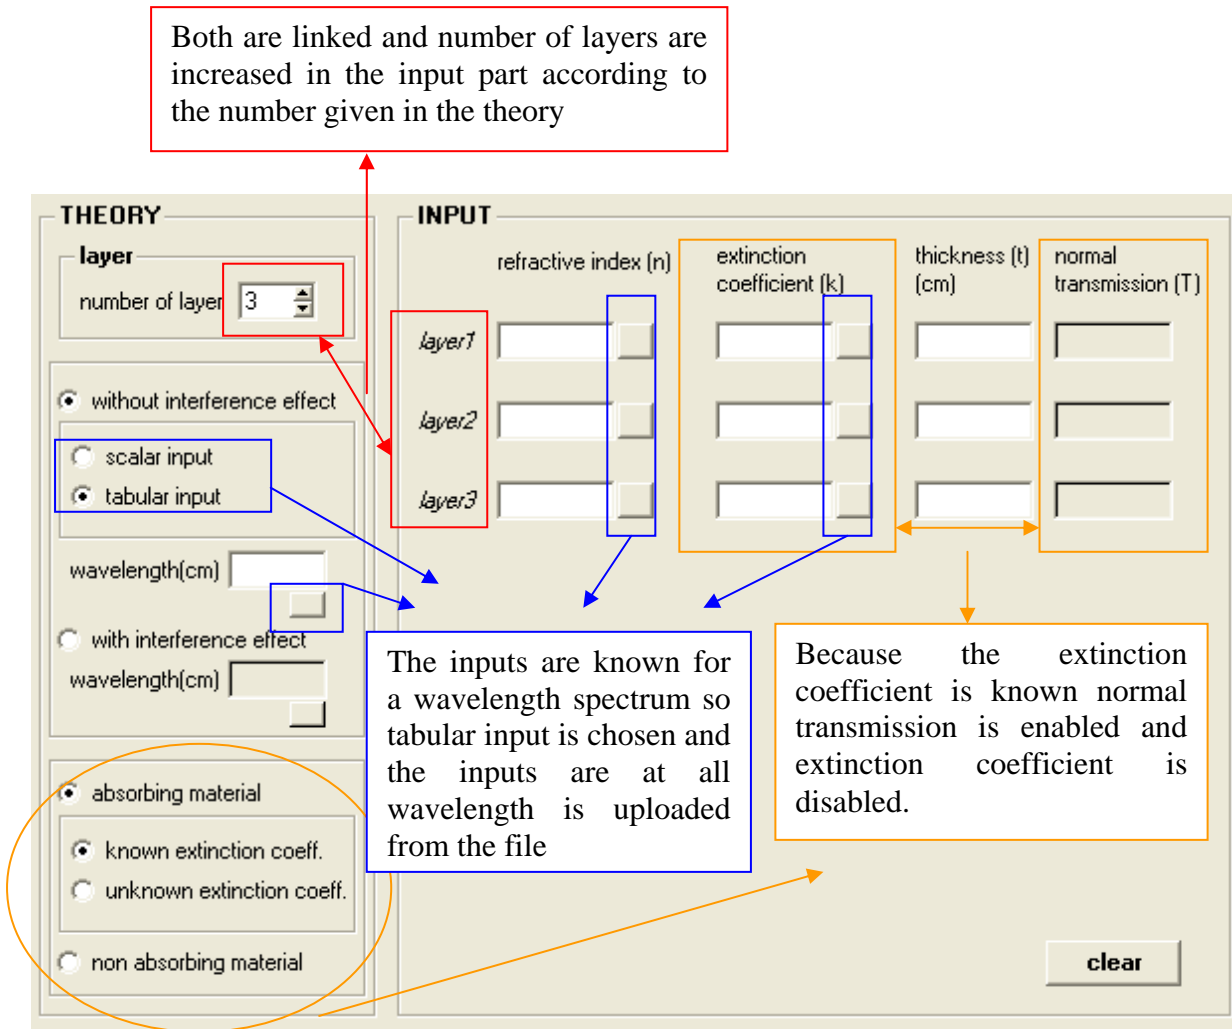 Both are linked and number of layers are
increased in the input part according to
the number given in the theory
THEORY
layer
number of layer 3
without interference effect
scalar input
tabular input
wavelength(cm)
with interference effect
wavelength(cm)
absorbing material
known extinction coeff.
unknown extinction coeff.
non absorbing material
INPUT
refractive index (n)
extinction
coefficient (k)
thickness (t)
(cm)
normal
transmission (T)
layer1
layer2
layer3
The inputs are known for
a wavelength spectrum so
tabular input is chosen and
the inputs are at all
wavelength is uploaded
from the file
Because the extinction
coefficient is known normal
transmission is enabled and
extinction coefficient is
disabled.
clear